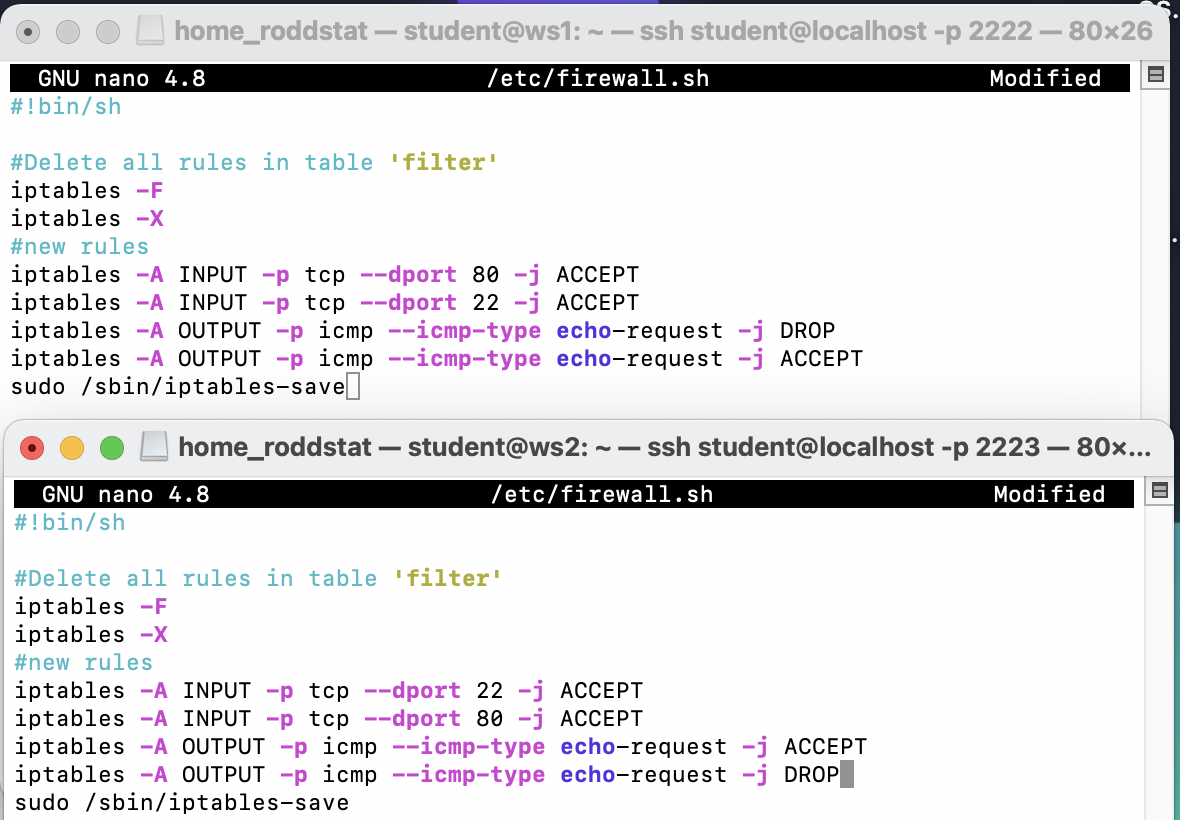 home_roddstat — student@ws1: ~ — ssh student@localhost -p 2222 — 80×26
GNU nano 4.8 /etc/firewall.sh Modified
#!bin/sh
#Delete all rules in table 'filter'
iptables -F
iptables -X
#new rules
iptables -A INPUT -p tcp --dport 80 -j ACCEPT
iptables -A INPUT -p tcp --dport 22 -j ACCEPT
iptables -A OUTPUT -p icmp --icmp-type echo-request -j DROP
iptables -A OUTPUT -p icmp --icmp-type echo-request -j ACCEPT
sudo /sbin/iptables-save
home_roddstat — student@ws2: ~ — ssh student@localhost -p 2223 — 80×...
GNU nano 4.8 /etc/firewall.sh Modified
#!bin/sh
#Delete all rules in table 'filter'
iptables -F
iptables -X
#new rules
iptables -A INPUT -p tcp --dport 22 -j ACCEPT
iptables -A INPUT -p tcp --dport 80 -j ACCEPT
iptables -A OUTPUT -p icmp --icmp-type echo-request -j ACCEPT
iptables -A OUTPUT -p icmp --icmp-type echo-request -j DROP
sudo /sbin/iptables-save